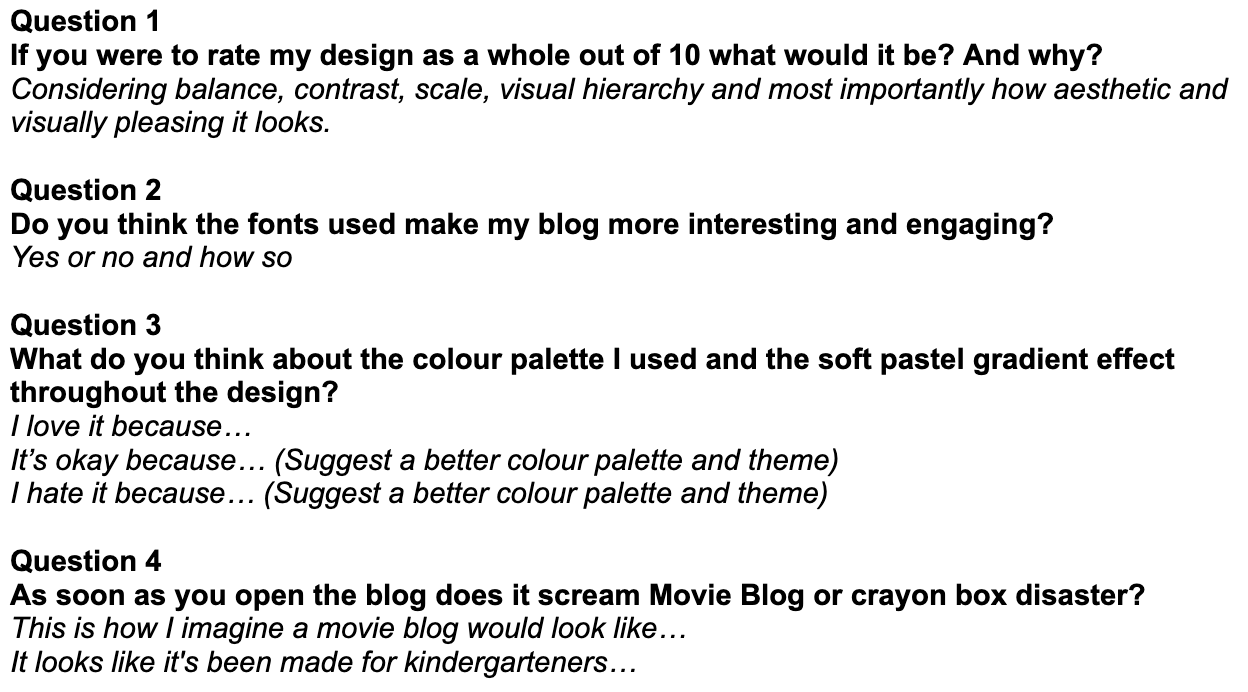 Question 1
If you were to rate my design as a whole out of 10 what would it be? And why?
Considering balance, contrast, scale, visual hierarchy and most importantly how aesthetic and
visually pleasing it looks.
Question 2
Do you think the fonts used make my blog more interesting and engaging?
Yes or no and how so
Question 3
What do you think about the colour palette I used and the soft pastel gradient effect
throughout the design?
I love it because…
It’s okay because… (Suggest a better colour palette and theme)
I hate it because… (Suggest a better colour palette and theme)
Question 4
As soon as you open the blog does it scream Movie Blog or crayon box disaster?
This is how I imagine a movie blog would look like…
It looks like it's been made for kindergarteners…